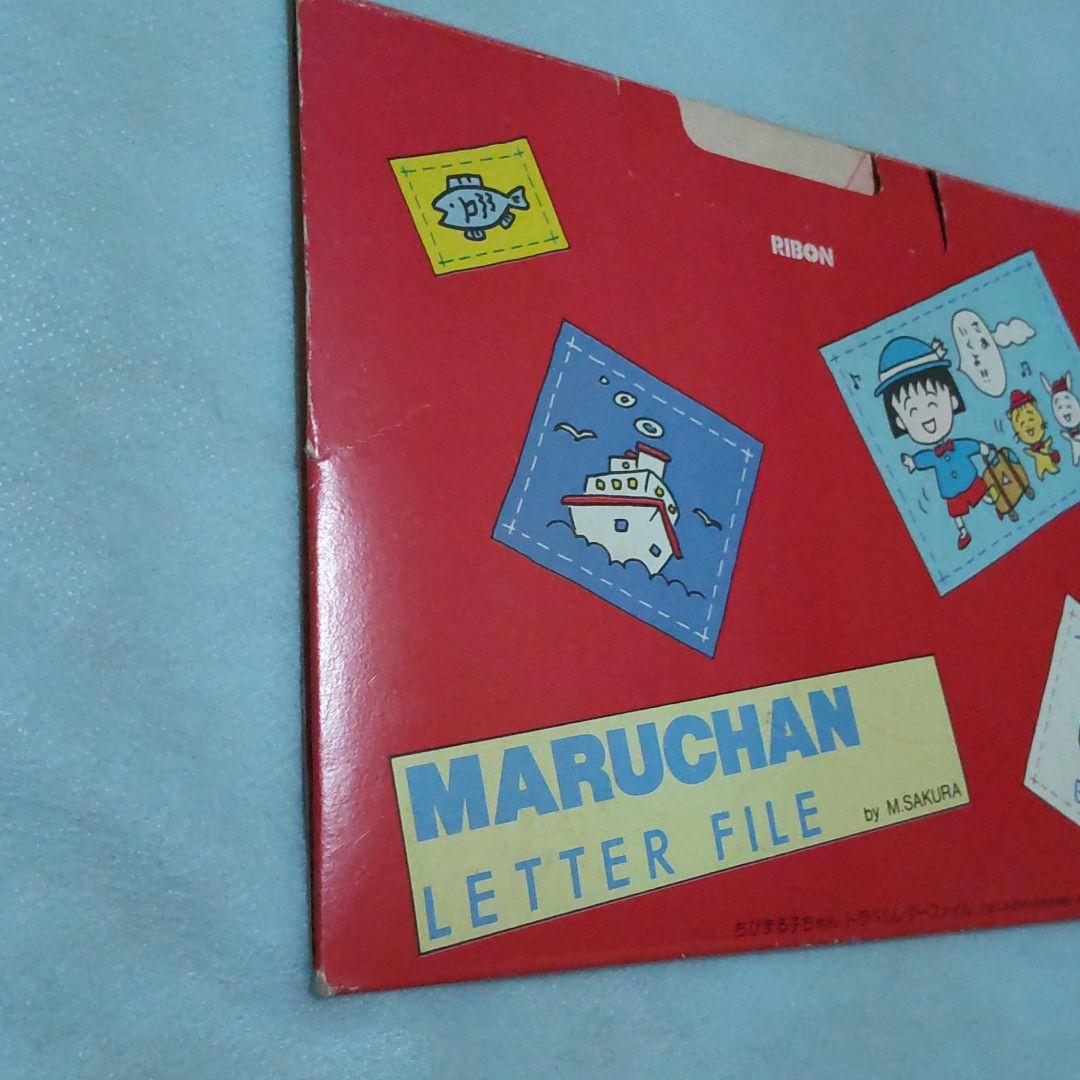 RIBON
さあ
いくよ!!
MARUCHAN
LETTER FILE
by M.SAKURA
ちびまる子ちゃん トラベルレターファイル